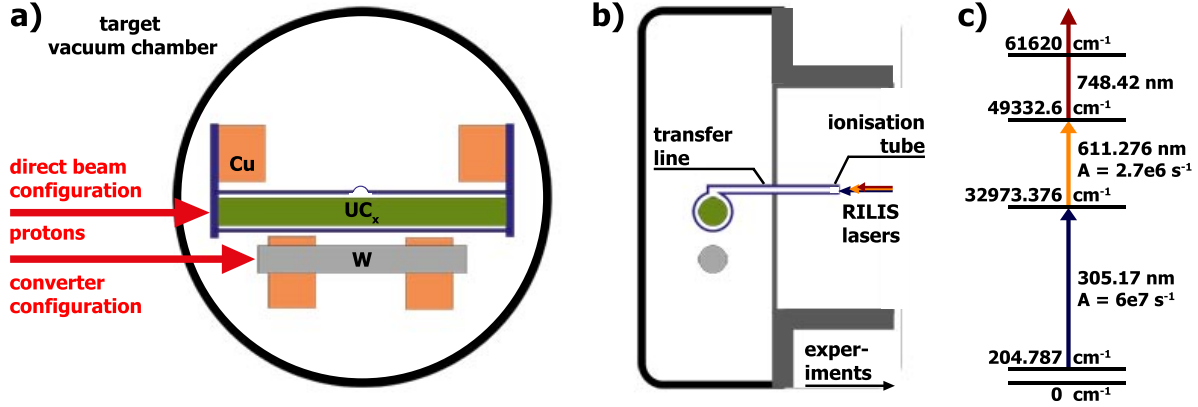 a)
target
vacuum chamber
direct beam
configuration
protons
converter
configuration
Cu
UCx
W
b)
transfer
line
ionisation
tube
RILIS
lasers
exper-
iments
c)
61620 cm⁻¹
748.42 nm
49332.6 cm⁻¹
611.276 nm
A = 2.7e6 s⁻¹
32973.376 cm⁻¹
305.17 nm
A = 6e7 s⁻¹
204.787 cm⁻¹
0 cm⁻¹